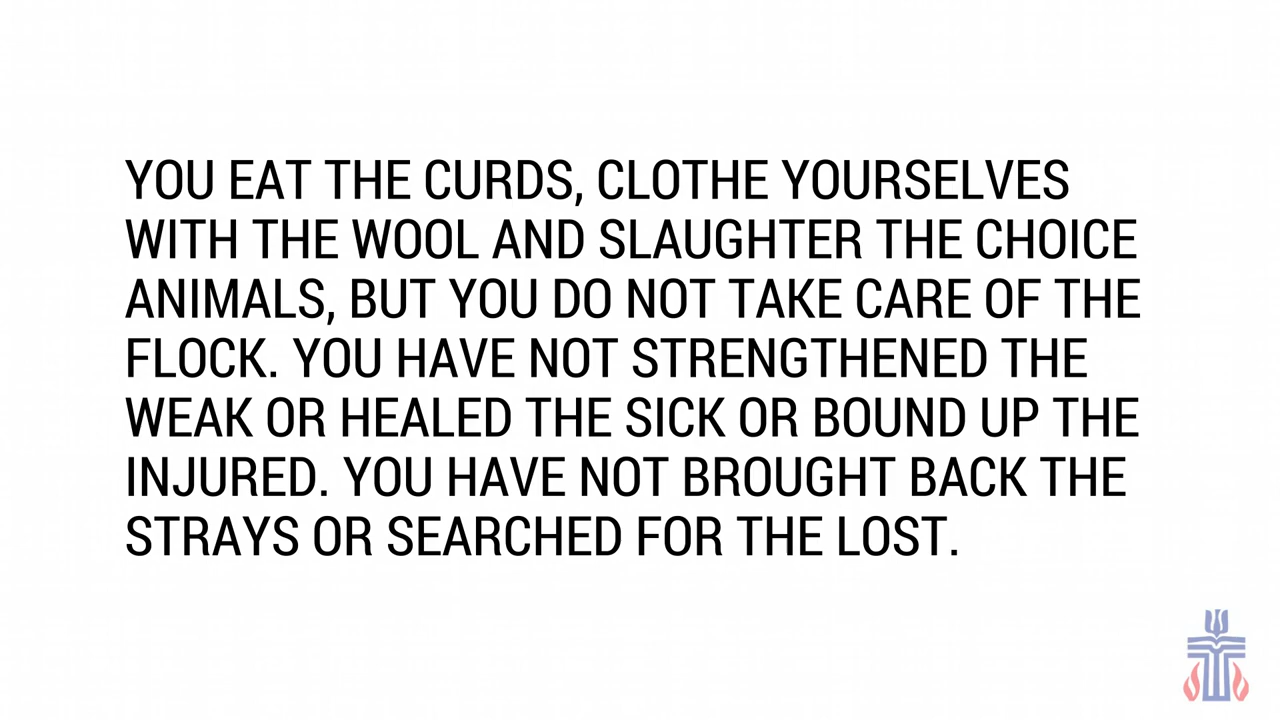 YOU EAT THE CURDS, CLOTHE YOURSELVES
WITH THE WOOL AND SLAUGHTER THE CHOICE
ANIMALS, BUT YOU DO NOT TAKE CARE OF THE
FLOCK. YOU HAVE NOT STRENGTHENED THE
WEAK OR HEALED THE SICK OR BOUND UP THE
INJURED. YOU HAVE NOT BROUGHT BACK THE
STRAYS OR SEARCHED FOR THE LOST.